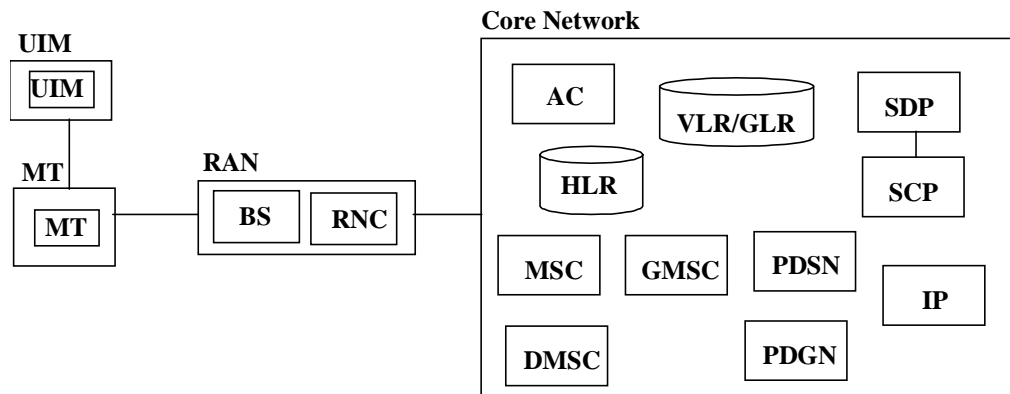 Core Network
UIM
UIM
MT
MT
RAN
BS
RNC
AC
VLR/GLR
SDP
HLR
SCP
MSC
GMSC
PDSN
IP
DMSC
PDGN